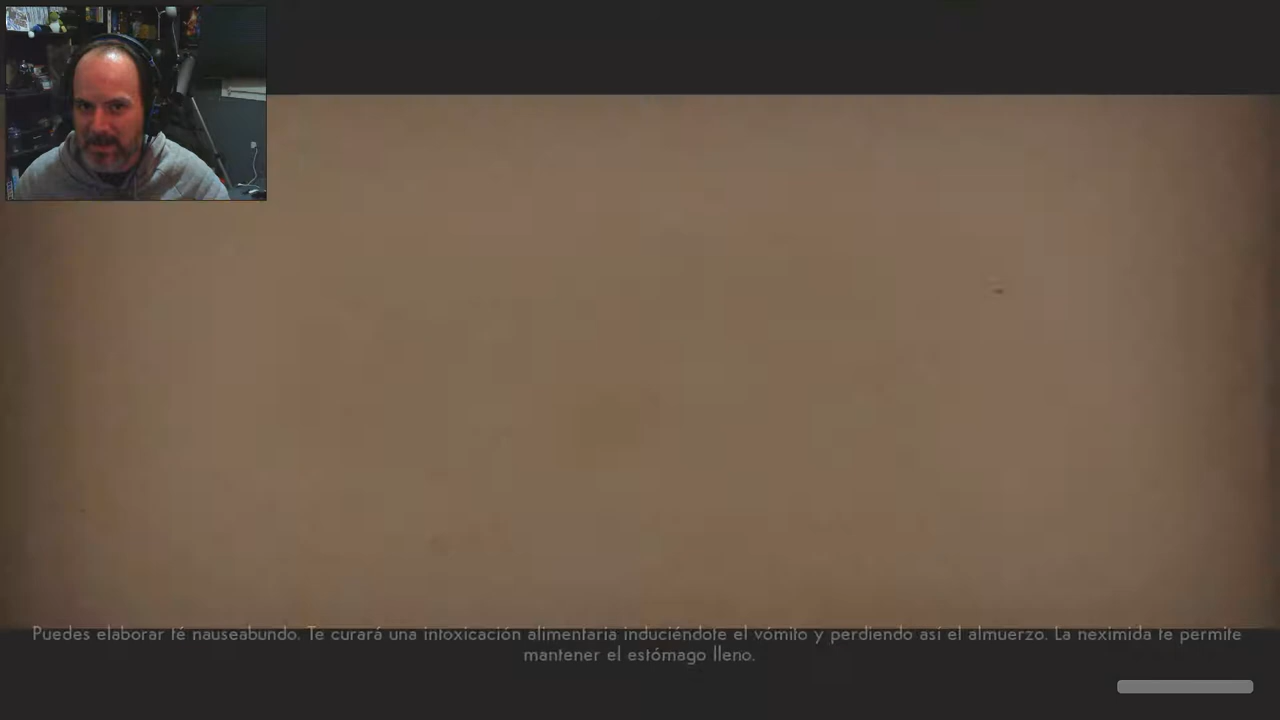 Puedes elaborar té nauseabundo. Te curará una intoxicación alimentaria induciéndote el vómito y perdiendo así el almuerzo. La neximida te permite
mantener el estómago lleno.